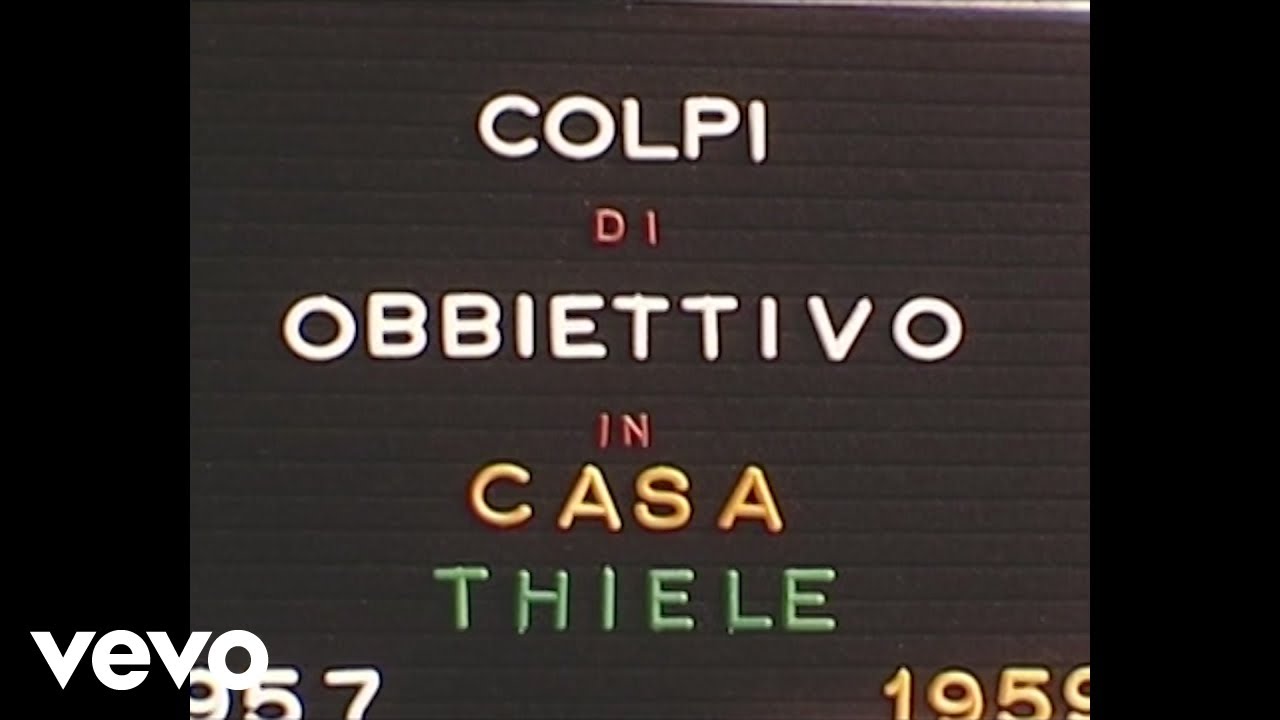 COLPI
DI
OBBIETTIVO
IN
CASA
THIELE
957 1959
vevo